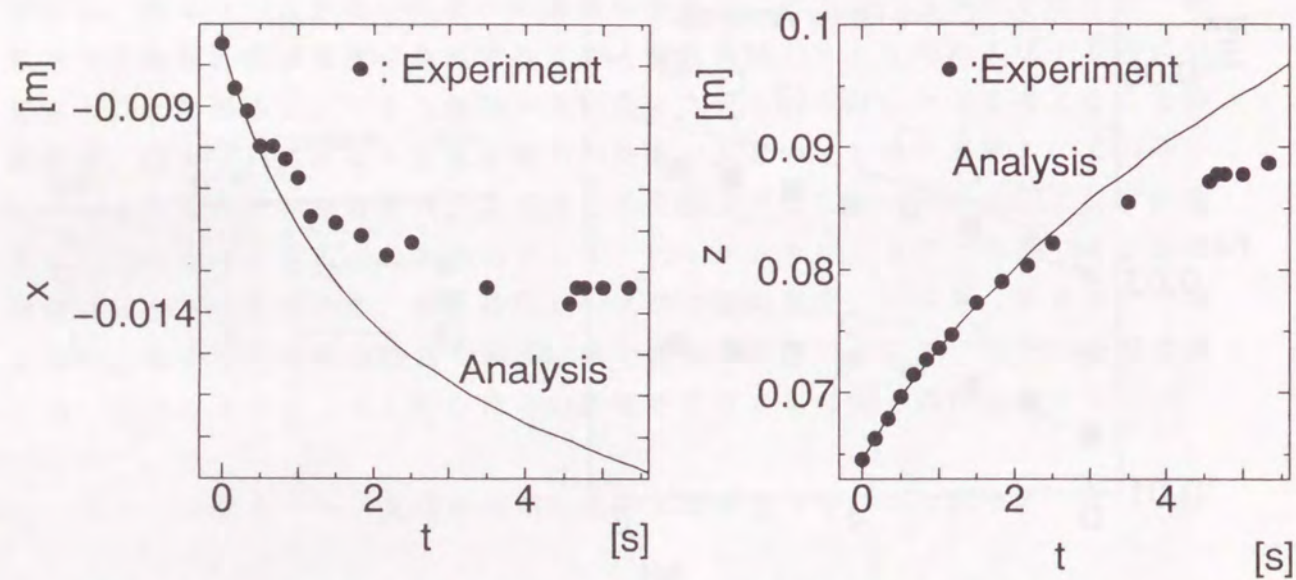 ● : Experiment
x [m]
−0.009
−0.014
Analysis
0 2 4
t [s]
● :Experiment
z [m]
0.1
0.09
0.08
0.07
Analysis
0 2 4
t [s]